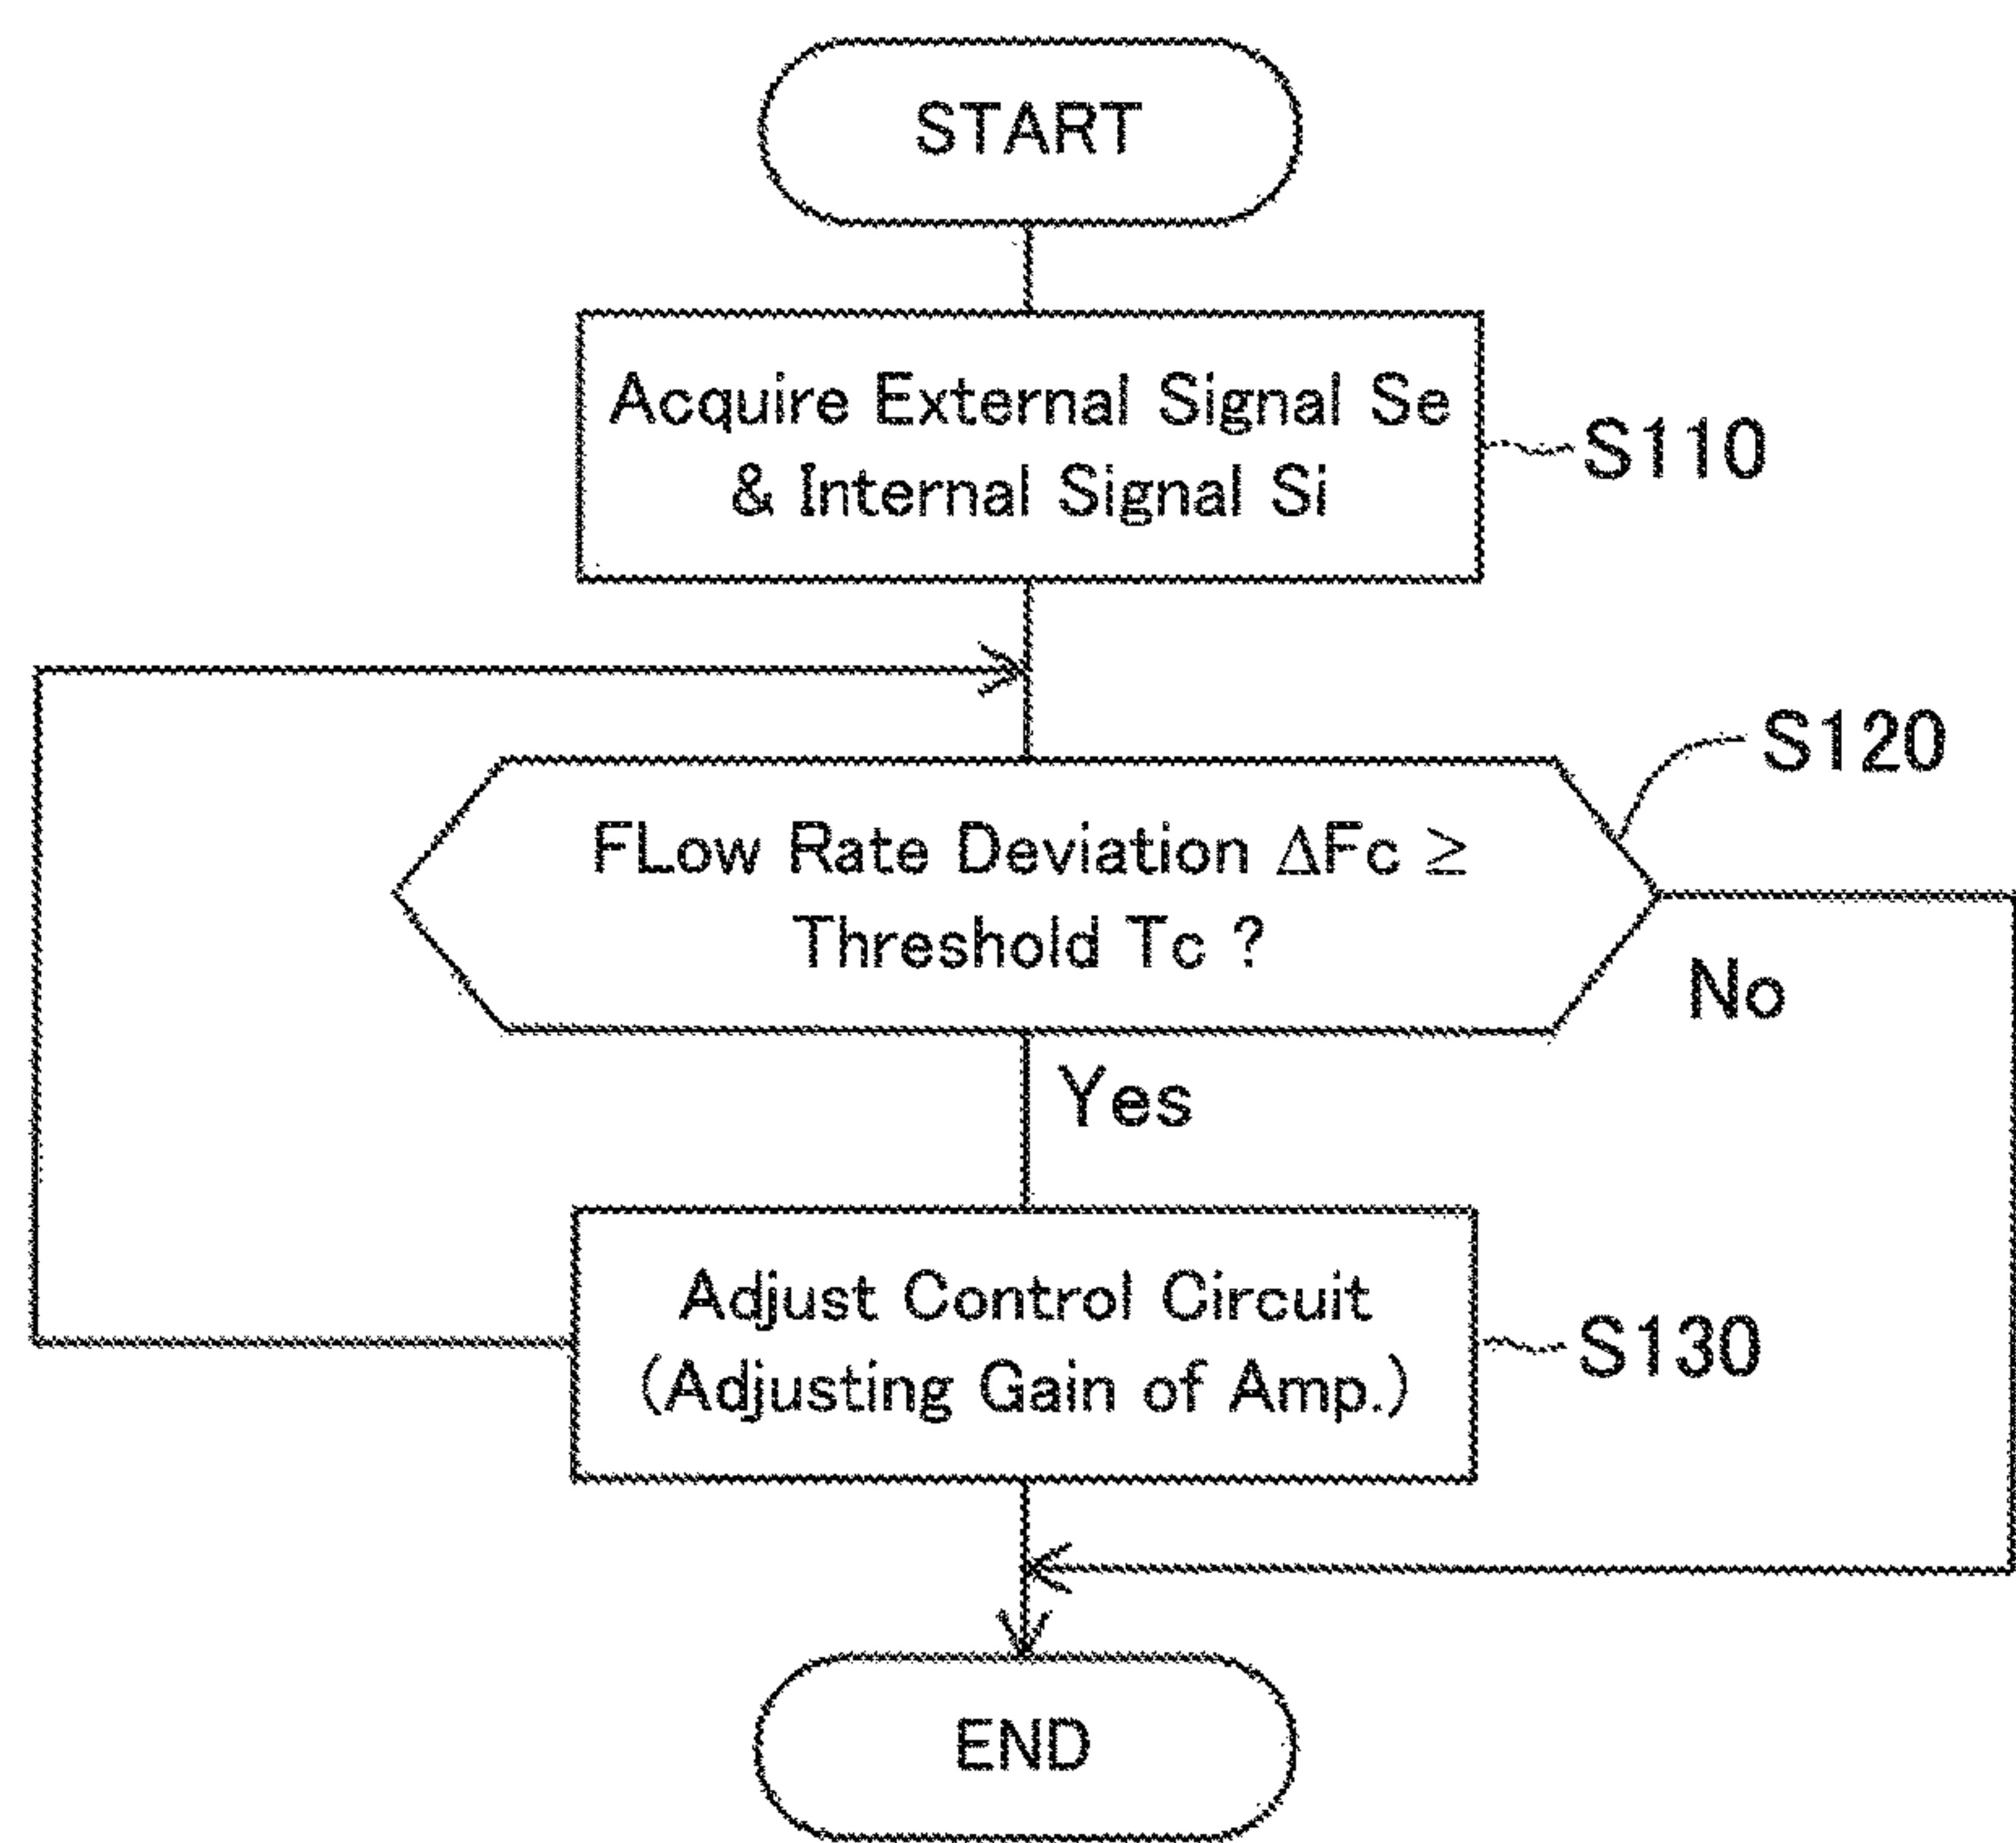 START
Acquire External Signal Se
& Internal Signal Si
S110
S120
FLow Rate Deviation ΔFc ≥
Threshold Tc ?
No
Yes
Adjust Control Circuit
(Adjusting Gain of Amp.)
S130
END